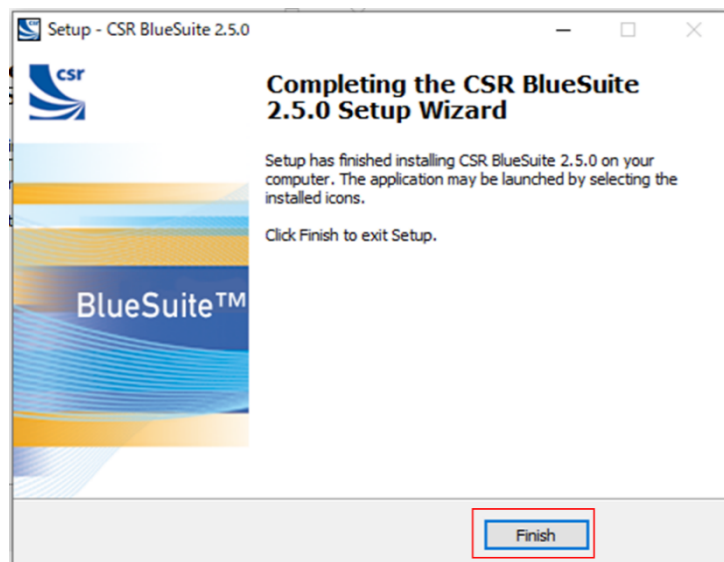 Setup - CSR BlueSuite 2.5.0
csr
Completing the CSR BlueSuite
2.5.0 Setup Wizard
Setup has finished installing CSR BlueSuite 2.5.0 on your
computer. The application may be launched by selecting the
installed icons.
Click Finish to exit Setup.
BlueSuite™
Finish